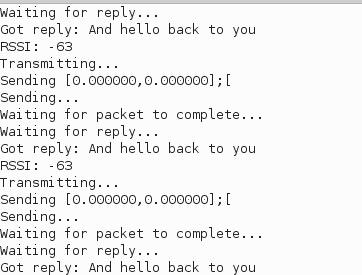 Waiting for reply...
Got reply: And hello back to you
RSSI: -63
Transmitting...
Sending [0.000000,0.000000];[
Sending...
Waiting for packet to complete...
Waiting for reply...
Got reply: And hello back to you
RSSI: -63
Transmitting...
Sending [0.000000,0.000000];[
Sending...
Waiting for packet to complete...
Waiting for reply...
Got reply: And hello back to you